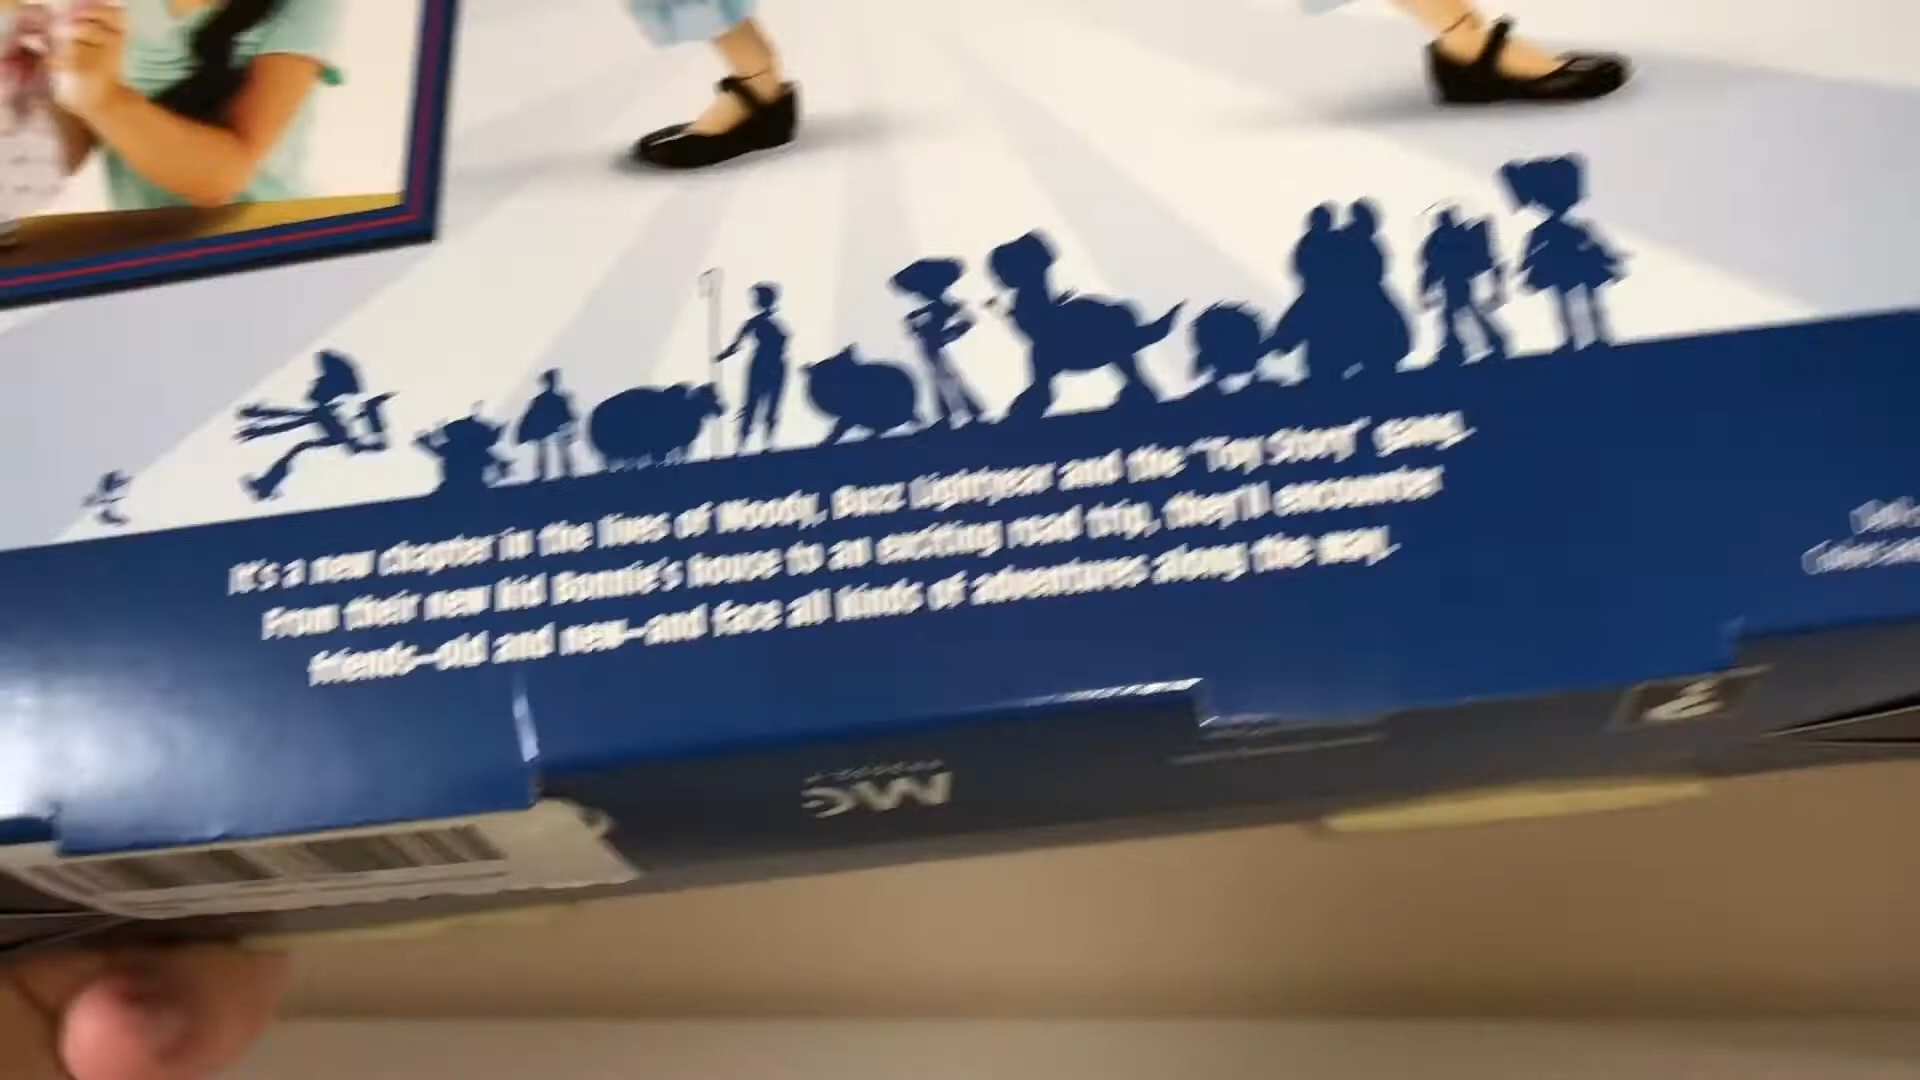 It's a new chapter in the lives of Woody, Buzz Lightyear and the "Toy Story" gang.
From their new kid Bonnie's house to an exciting road trip, they'll encounter
friends—old and new—and face all kinds of adventures along the way.
MC